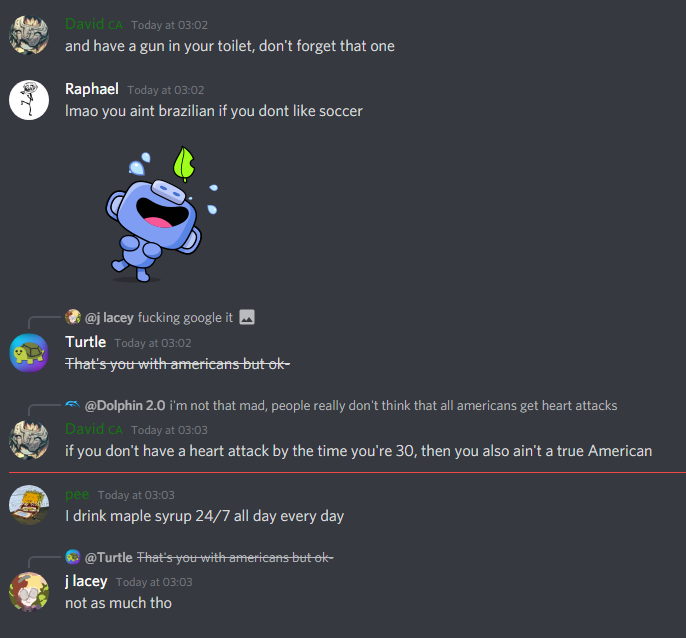 David CA Today at 03:02
and have a gun in your toilet, don't forget that one
Raphael Today at 03:02
lmao you aint brazilian if you dont like soccer
@j lacey fucking google it
Turtle Today at 03:02
That's you with americans but ok-
@Dolphin 2.0 i'm not that mad, people really don't think that all americans get heart attacks
David CA Today at 03:03
if you don't have a heart attack by the time you're 30, then you also ain't a true American
pee Today at 03:03
I drink maple syrup 24/7 all day every day
@Turtle That's you with americans but ok-
j lacey Today at 03:03
not as much tho